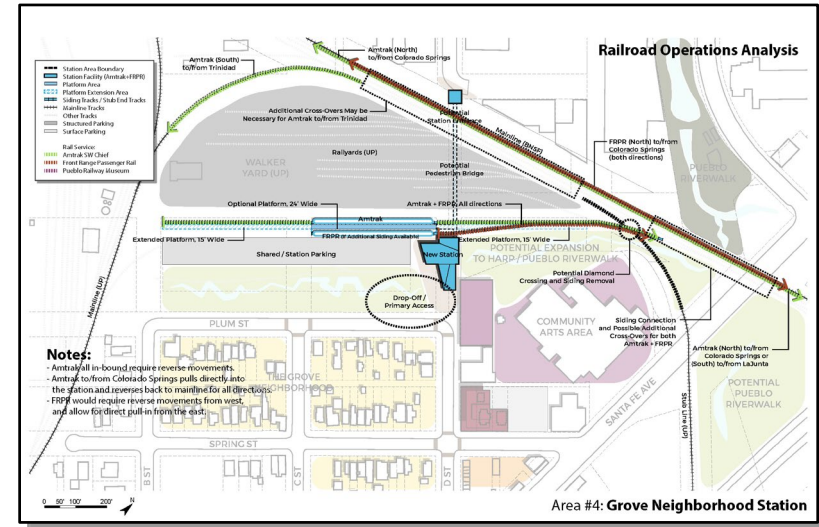 Railroad Operations Analysis
Amtrak (North)
to/from Colorado Springs
Amtrak (South)
to/from Trinidad
Station Area Boundary
Station Facility (Amtrak+FRPR)
Platform Area
Platform Extension Area
Siding Tracks / Stub End Tracks
Mainline Tracks
Other Tracks
Structured Parking
Surface Parking
Rail Service:
Amtrak SW Chief
Front Range Passenger Rail
Pueblo Railway Museum
Additional Cross-Overs May be
Necessary for Amtrak to/from Trinidad
Potential
Station Entrance
Mainline (BNSF)
FRPR (North) to/from
Colorado Springs
(both directions)
Railyards (UP)
WALKER
YARD (UP)
Potential
Pedestrian Bridge
PUEBLO
RIVERWALK
Optional Platform, 24' Wide
Amtrak + FRPR, All directions
Amtrak
FRPR (if Additional Siding Available)
Extended Platform, 15' Wide
Extended Platform, 15' Wide
Shared / Station Parking
New Station
POTENTIAL EXPANSION
TO HARP / PUEBLO RIVERWALK
Potential Diamond
Crossing and Siding Removal
Mainline (UP)
Drop-Off /
Primary Access
PLUM ST
COMMUNITY
ARTS AREA
Siding Connection
and Possible Additional
Cross-Overs for both
Amtrak + FRPR
Amtrak (North) to/from
Colorado Springs or
(South) to/from LaJunta
Notes:
- Amtrak all in-bound require reverse movements.
- Amtrak to/from Colorado Springs pulls directly into
the station and reverses back to mainline for all directions.
- FRPR would require reverse movements from west,
and allow for direct pull-in from the east.
THE GROVE
NEIGHBORHOOD
SANTA FE AVE
Stub Line (UP)
POTENTIAL
PUEBLO
RIVERWALK
SPRING ST
B ST
C ST
D ST
0 50' 100' 200'
N
Area #4: Grove Neighborhood Station